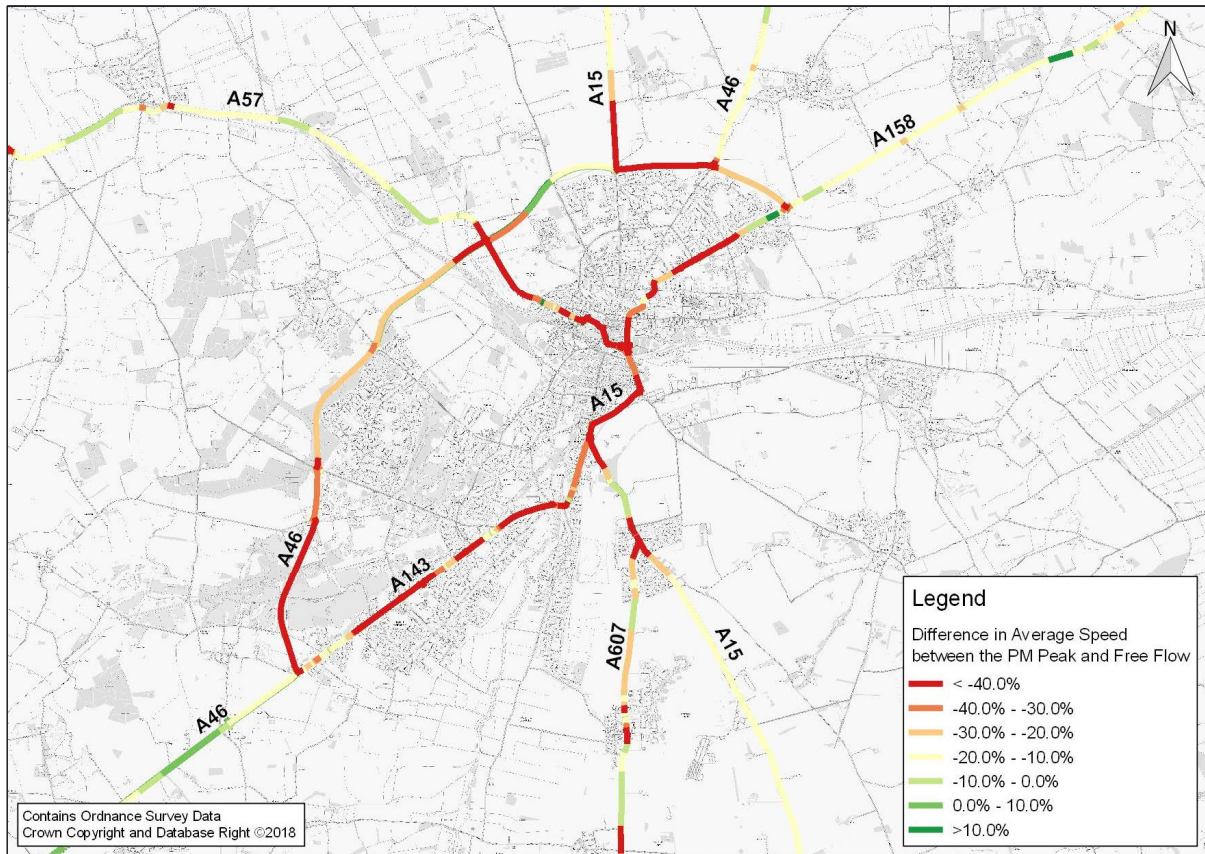 A57
A15
A46
N
A158
A15
A46
A143
A607
A15
A46
Legend
Difference in Average Speed
between the PM Peak and Free Flow
< -40.0%
-40.0% - -30.0%
-30.0% - -20.0%
-20.0% - -10.0%
-10.0% - 0.0%
0.0% - 10.0%
>10.0%
Contains Ordnance Survey Data
Crown Copyright and Database Right ©2018